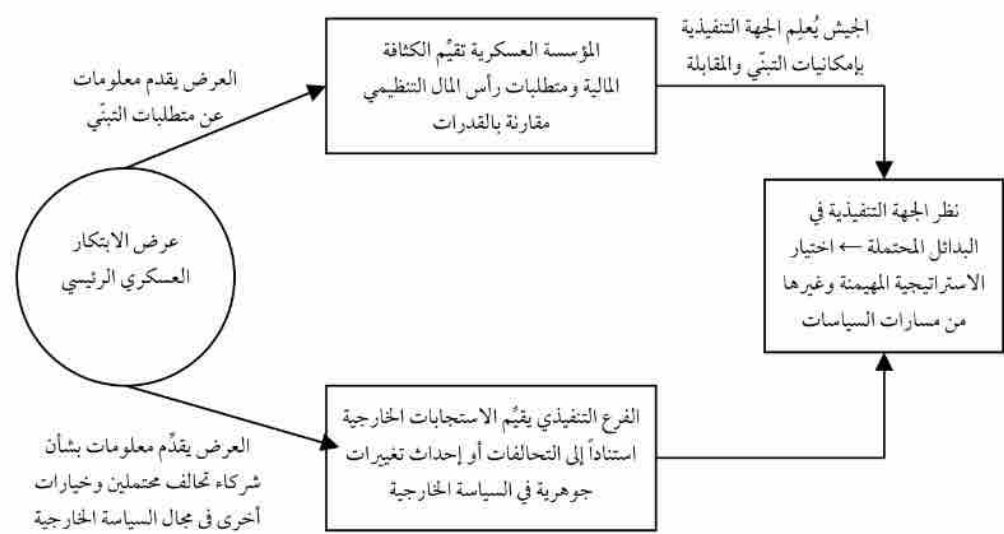 العرض يقدم معلومات
عن متطلبات التبنّي
المؤسسة العسكرية تقيِّم الكثافة
المالية ومتطلبات رأس المال التنظيمي
مقارنة بالقدرات
الجيش يُعلِم الجهة التنفيذية
بإمكانيات التبنّي والمقابلة
عرض الابتكار
العسكري الرئيسي
نظر الجهة التنفيذية في
البدائل المحتملة ← اختيار
الاستراتيجية المهيمنة وغيرها
من مسارات السياسات
العرض يقدِّم معلومات بشأن
شركاء تحالف محتملين وخيارات
أخرى في مجال السياسة الخارجية
الفرع التنفيذي يقيِّم الاستجابات الخارجية
استناداً إلى التحالفات أو إحداث تغييرات
جوهرية في السياسة الخارجية